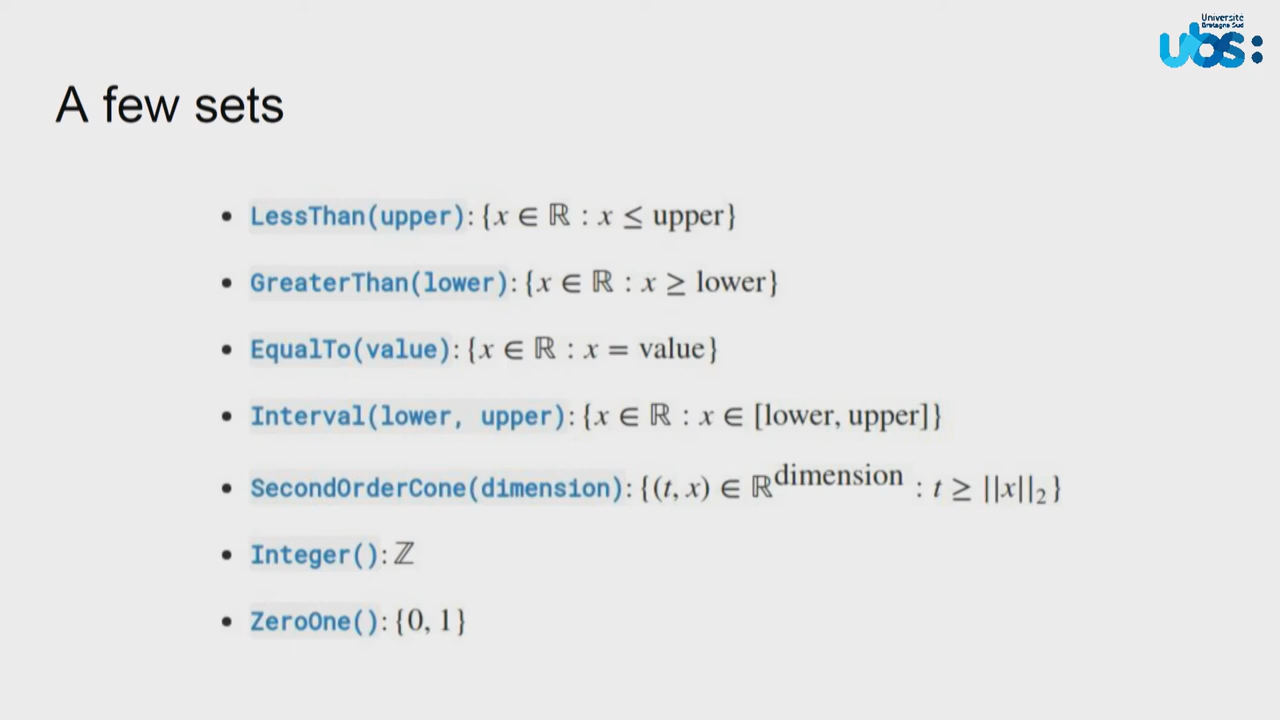 Université
Bretagne Sud
ubs:
A few sets
• LessThan(upper): {x ∈ ℝ : x ≤ upper}
• GreaterThan(lower): {x ∈ ℝ : x ≥ lower}
• EqualTo(value): {x ∈ ℝ : x = value}
• Interval(lower, upper): {x ∈ ℝ : x ∈ [lower, upper]}
• SecondOrderCone(dimension): {(t, x) ∈ ℝ^dimension : t ≥ ||x||₂}
• Integer(): ℤ
• ZeroOne(): {0, 1}